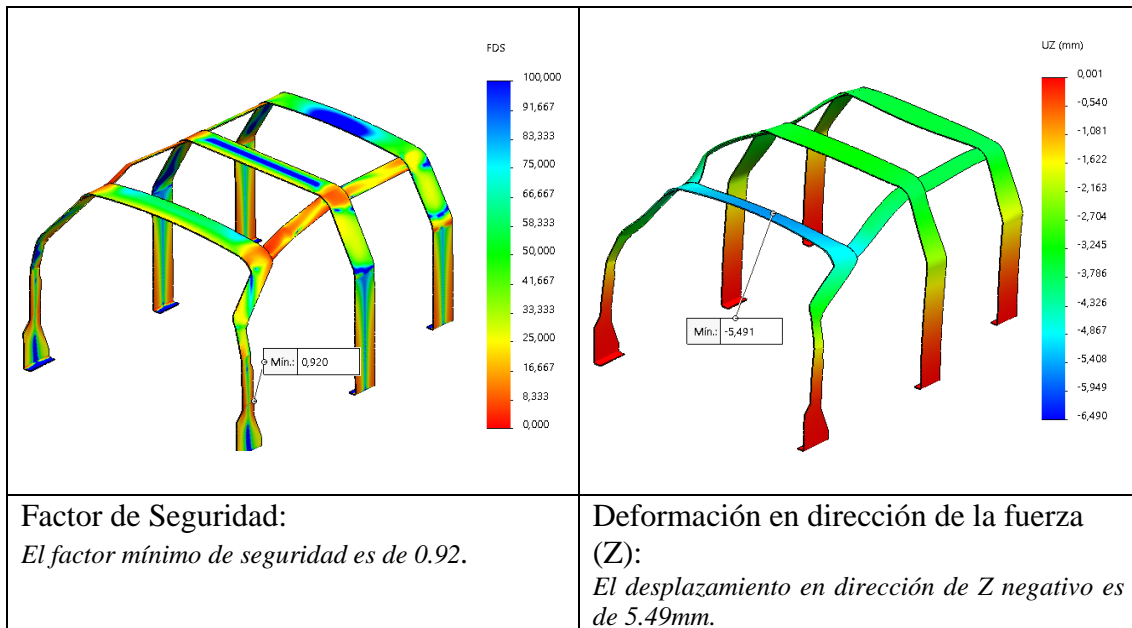 FDS
100,000
91,667
83,333
75,000
66,667
58,333
50,000
41,667
33,333
25,000
16,667
8,333
0,000
Mín.: 0,920
UZ (mm)
0,001
-0,540
-1,081
-1,622
-2,163
-2,704
-3,245
-3,786
-4,326
-4,867
-5,408
-5,949
-6,490
Mín.: -5,491
Factor de Seguridad:
El factor mínimo de seguridad es de 0.92.
Deformación en dirección de la fuerza
(Z):
El desplazamiento en dirección de Z negativo es
de 5.49mm.